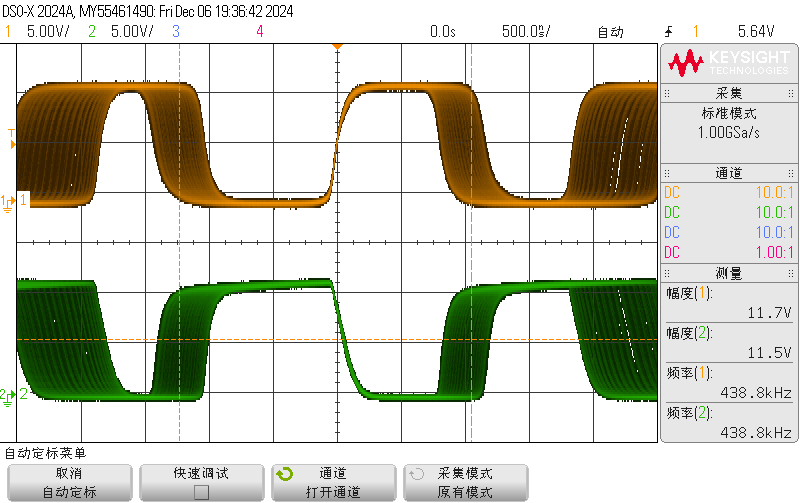 DSO-X 2024A, MY55461490: Fri Dec 06 19:36:42 2024
1 5.00V/ 2 5.00V/ 3 4 0.0s 500.0ns/ 自动 1 5.64V
KEYSIGHT
TECHNOLOGIES
采集
标准模式
1.00GSa/s
通道
DC 10.0:1
DC 10.0:1
DC 10.0:1
DC 1.00:1
测量
幅度(1):
11.7V
幅度(2):
11.5V
频率(1):
438.8kHz
频率(2):
438.8kHz
T
1 1
2 2
自动定标菜单
取消
自动定标
快速调试
通道
打开通道
采集模式
原有模式